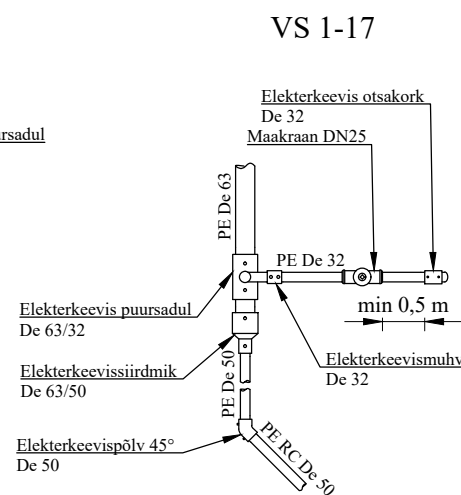 VS 1-17
Elekterkeevis otsakork
De 32
Maakraan DN25
PE De 63
PE De 32
min 0,5 m
Elekterkeevis puursadul
De 63/32
Elekterkeevismuhv
De 32
Elekterkeevissiirdmik
De 63/50
PE De 50
Elekterkeevispõlv 45°
De 50
PE RC De 50